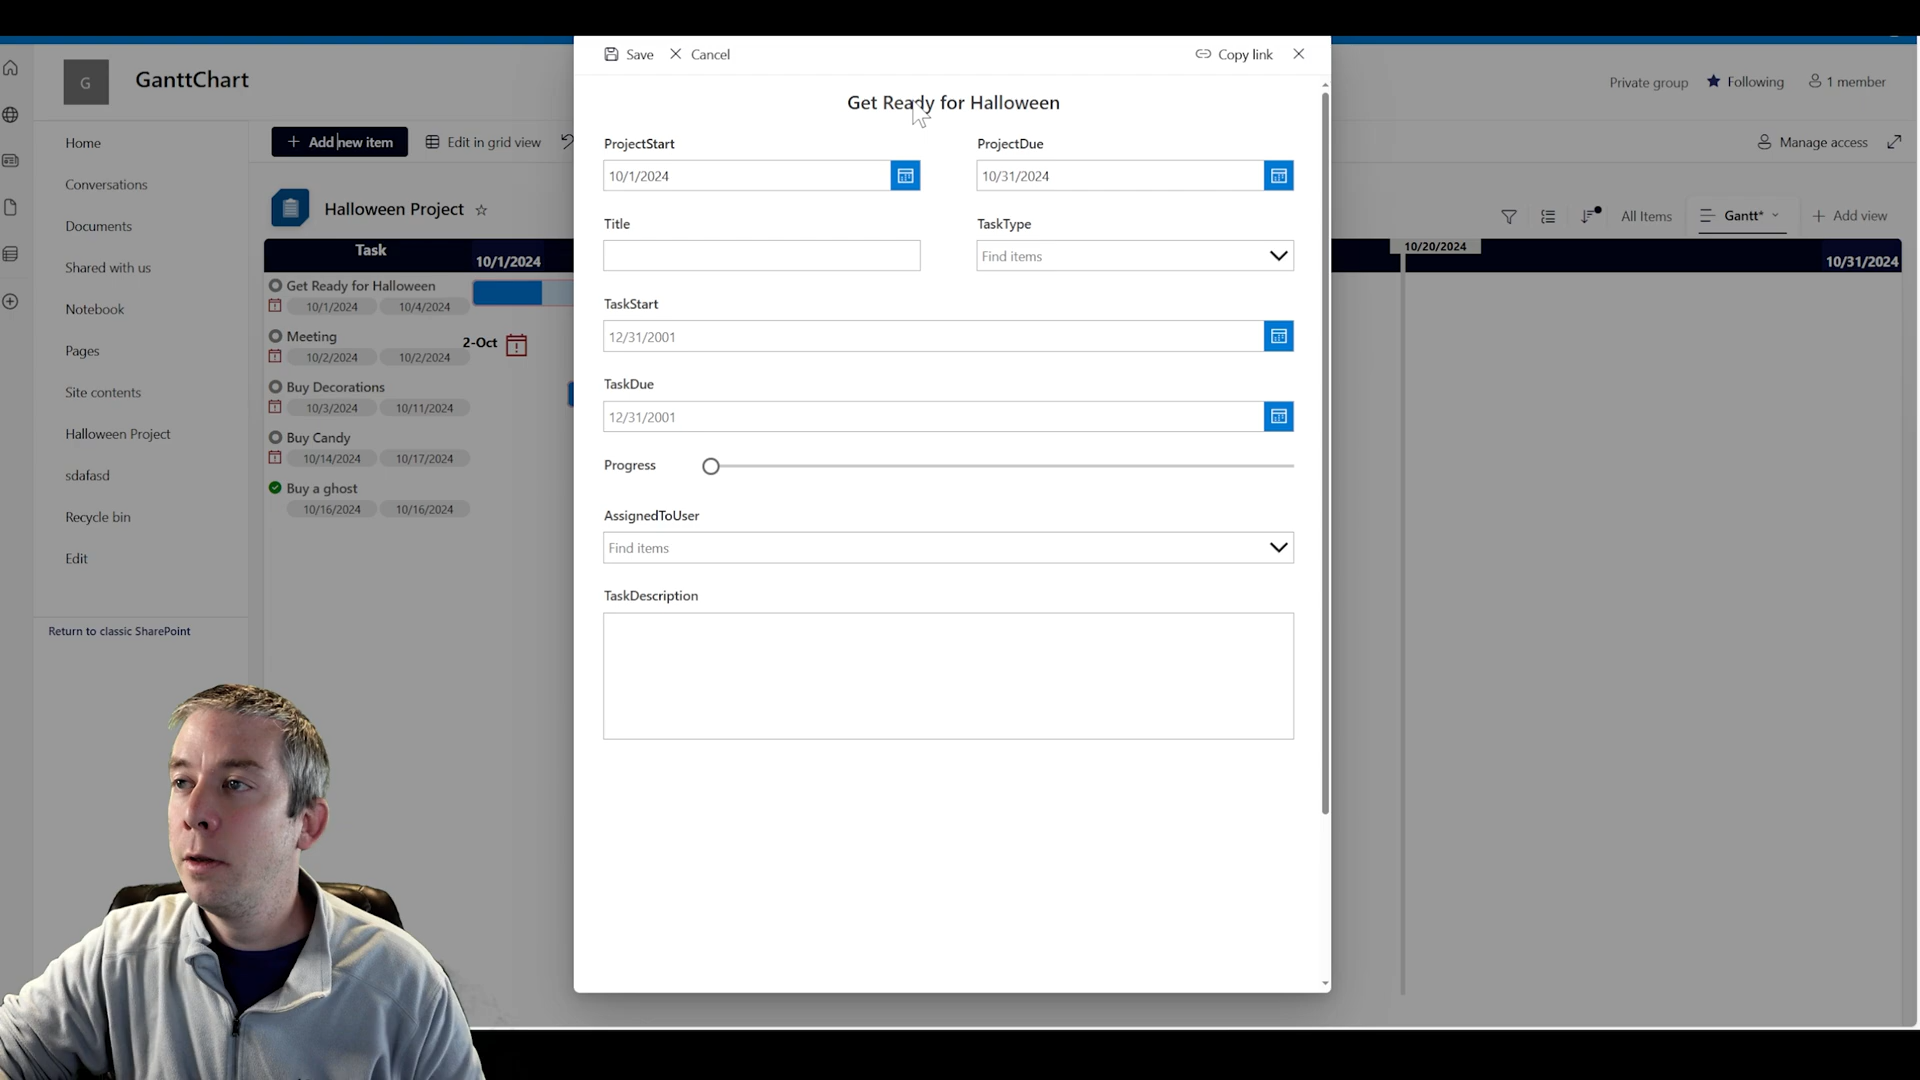 Save
Cancel
Copy link
G
GanttChart
Private group
Following
1 member
Home
Conversations
Documents
Shared with us
Notebook
Pages
Site contents
Halloween Project
sdafasd
Recycle bin
Edit
Return to classic SharePoint
Add new item
Edit in grid view
Manage access
Halloween Project
All Items
Gantt*
Add view
Task
10/1/2024
10/20/2024
10/31/2024
Get Ready for Halloween
10/1/2024
10/4/2024
Meeting
10/2/2024
10/2/2024
2-Oct
Buy Decorations
10/3/2024
10/11/2024
Buy Candy
10/14/2024
10/17/2024
Buy a ghost
10/16/2024
10/16/2024
Get Ready for Halloween
ProjectStart
10/1/2024
ProjectDue
10/31/2024
Title
TaskType
Find items
TaskStart
12/31/2001
TaskDue
12/31/2001
Progress
AssignedToUser
Find items
TaskDescription